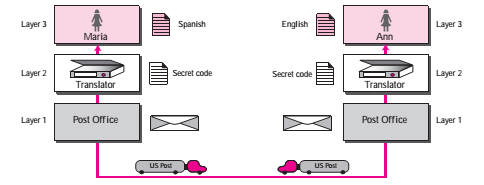 Layer 3
Maria
Spanish
English
Ann
Layer 3
Layer 2
Translator
Secret code
Secret code
Translator
Layer 2
Layer 1
Post Office
Post Office
Layer 1
US Post
US Post